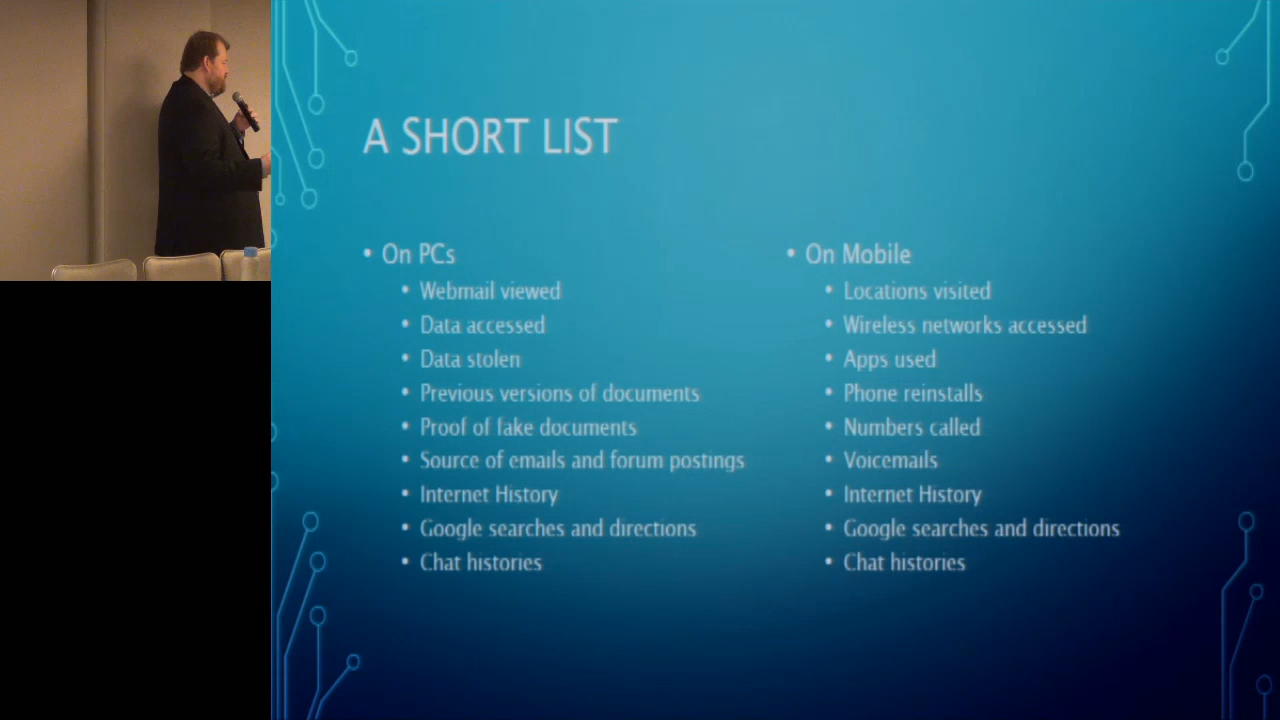 A SHORT LIST
• On PCs
• Webmail viewed
• Data accessed
• Data stolen
• Previous versions of documents
• Proof of fake documents
• Source of emails and forum postings
• Internet History
• Google searches and directions
• Chat histories
• On Mobile
• Locations visited
• Wireless networks accessed
• Apps used
• Phone reinstalls
• Numbers called
• Voicemails
• Internet History
• Google searches and directions
• Chat histories